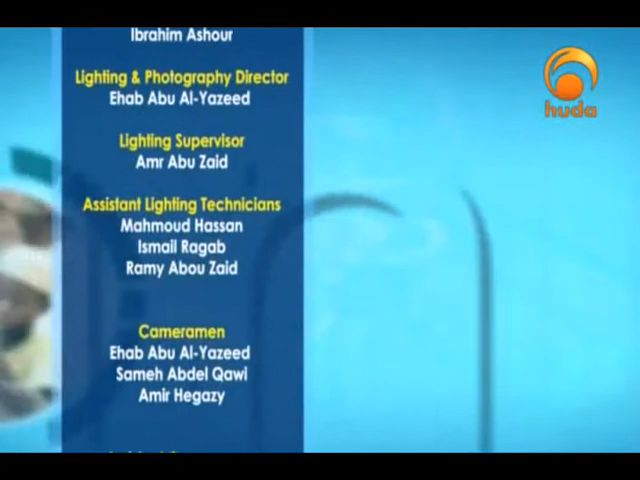 Ibrahim Ashour
Lighting & Photography Director
Ehab Abu Al-Yazeed
Lighting Supervisor
Amr Abu Zaid
Assistant Lighting Technicians
Mahmoud Hassan
Ismail Ragab
Ramy Abou Zaid
Cameramen
Ehab Abu Al-Yazeed
Sameh Abdel Qawi
Amir Hegazy
huda